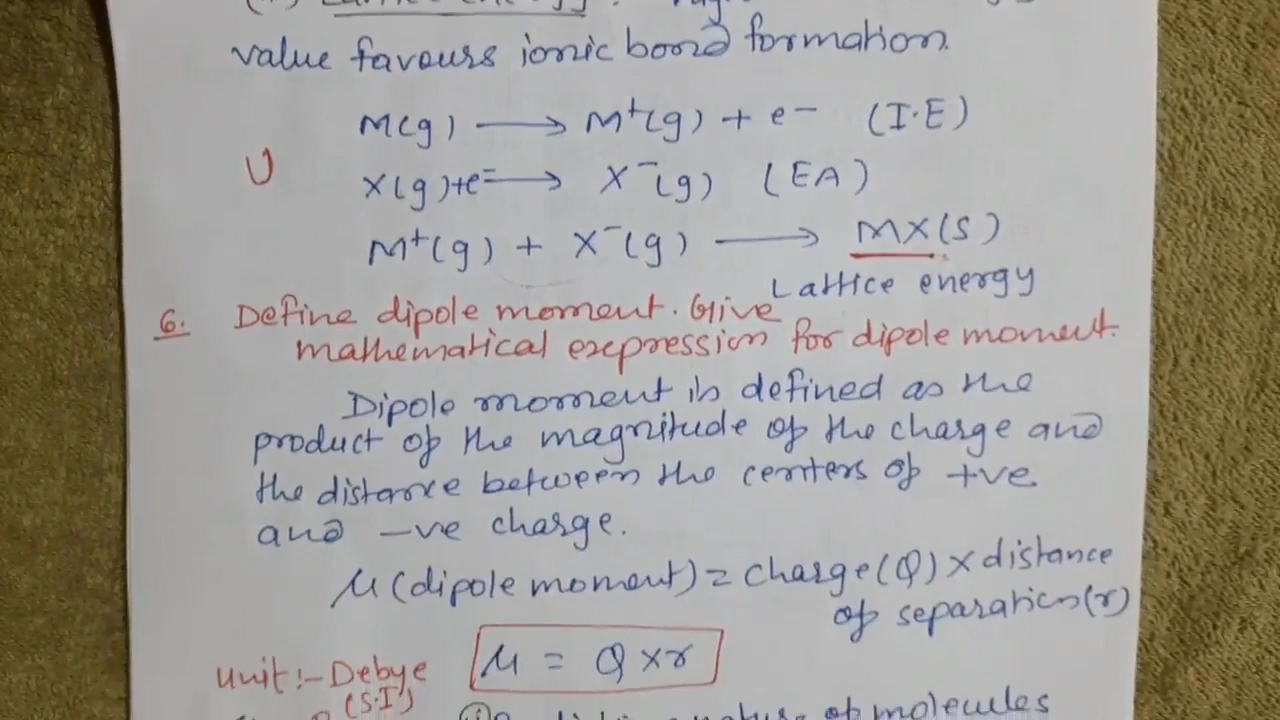 value favours ionic bond formation.
M(g) ⟶ M⁺(g) + e⁻ (I.E)
U
X(g)+e⁻ ⟶ X⁻(g) (EA)
M⁺(g) + X⁻(g) ⟶ MX(S)
Lattice energy
6. Define dipole moment. Give
mathematical expression for dipole moment.
Dipole moment is defined as the
product of the magnitude of the charge and
the distance between the centers of +ve
and -ve charge.
μ (dipole moment) = charge(Q) × distance
of separation(r)
Unit:- Debye
(S.I)
μ = Q × r
of molecules